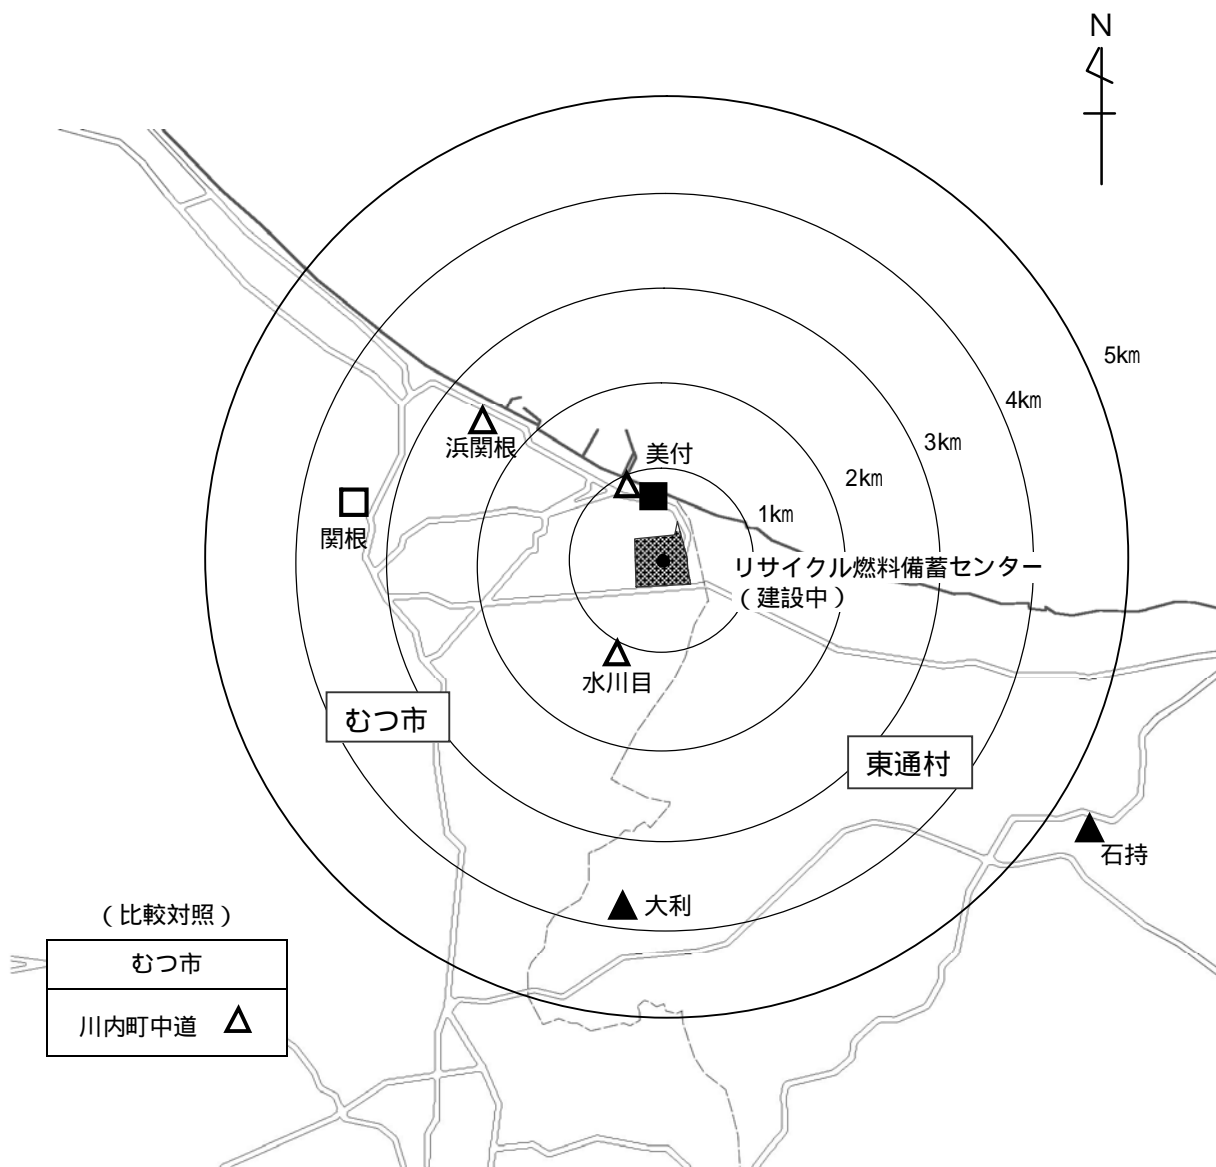 N
5km
4km
3km
2km
1km
美付
浜関根
関根
リサイクル燃料備蓄センター
(建設中)
水川目
むつ市
東通村
石持
大利
(比較対照)
むつ市
川内町中道